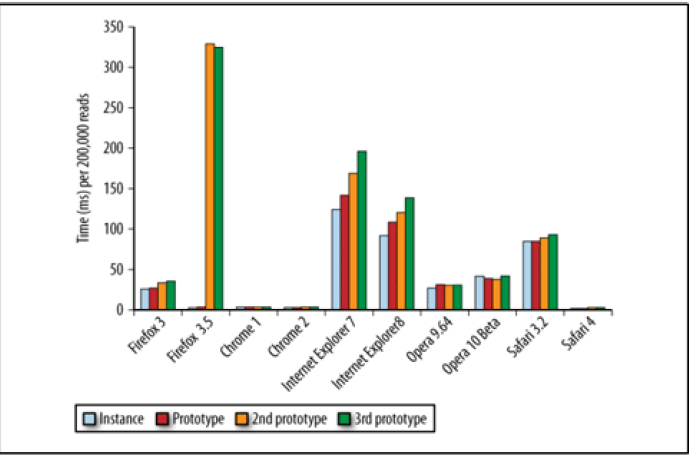 350
300
250
200
150
100
50
0
Time (ms) per 200,000 reads
Firefox 3
Firefox 3.5
Chrome 1
Chrome 2
Internet Explorer 7
Internet Explorer8
Opera 9.64
Opera 10 Beta
Safari 3.2
Safari 4
Instance Prototype 2nd prototype 3rd prototype